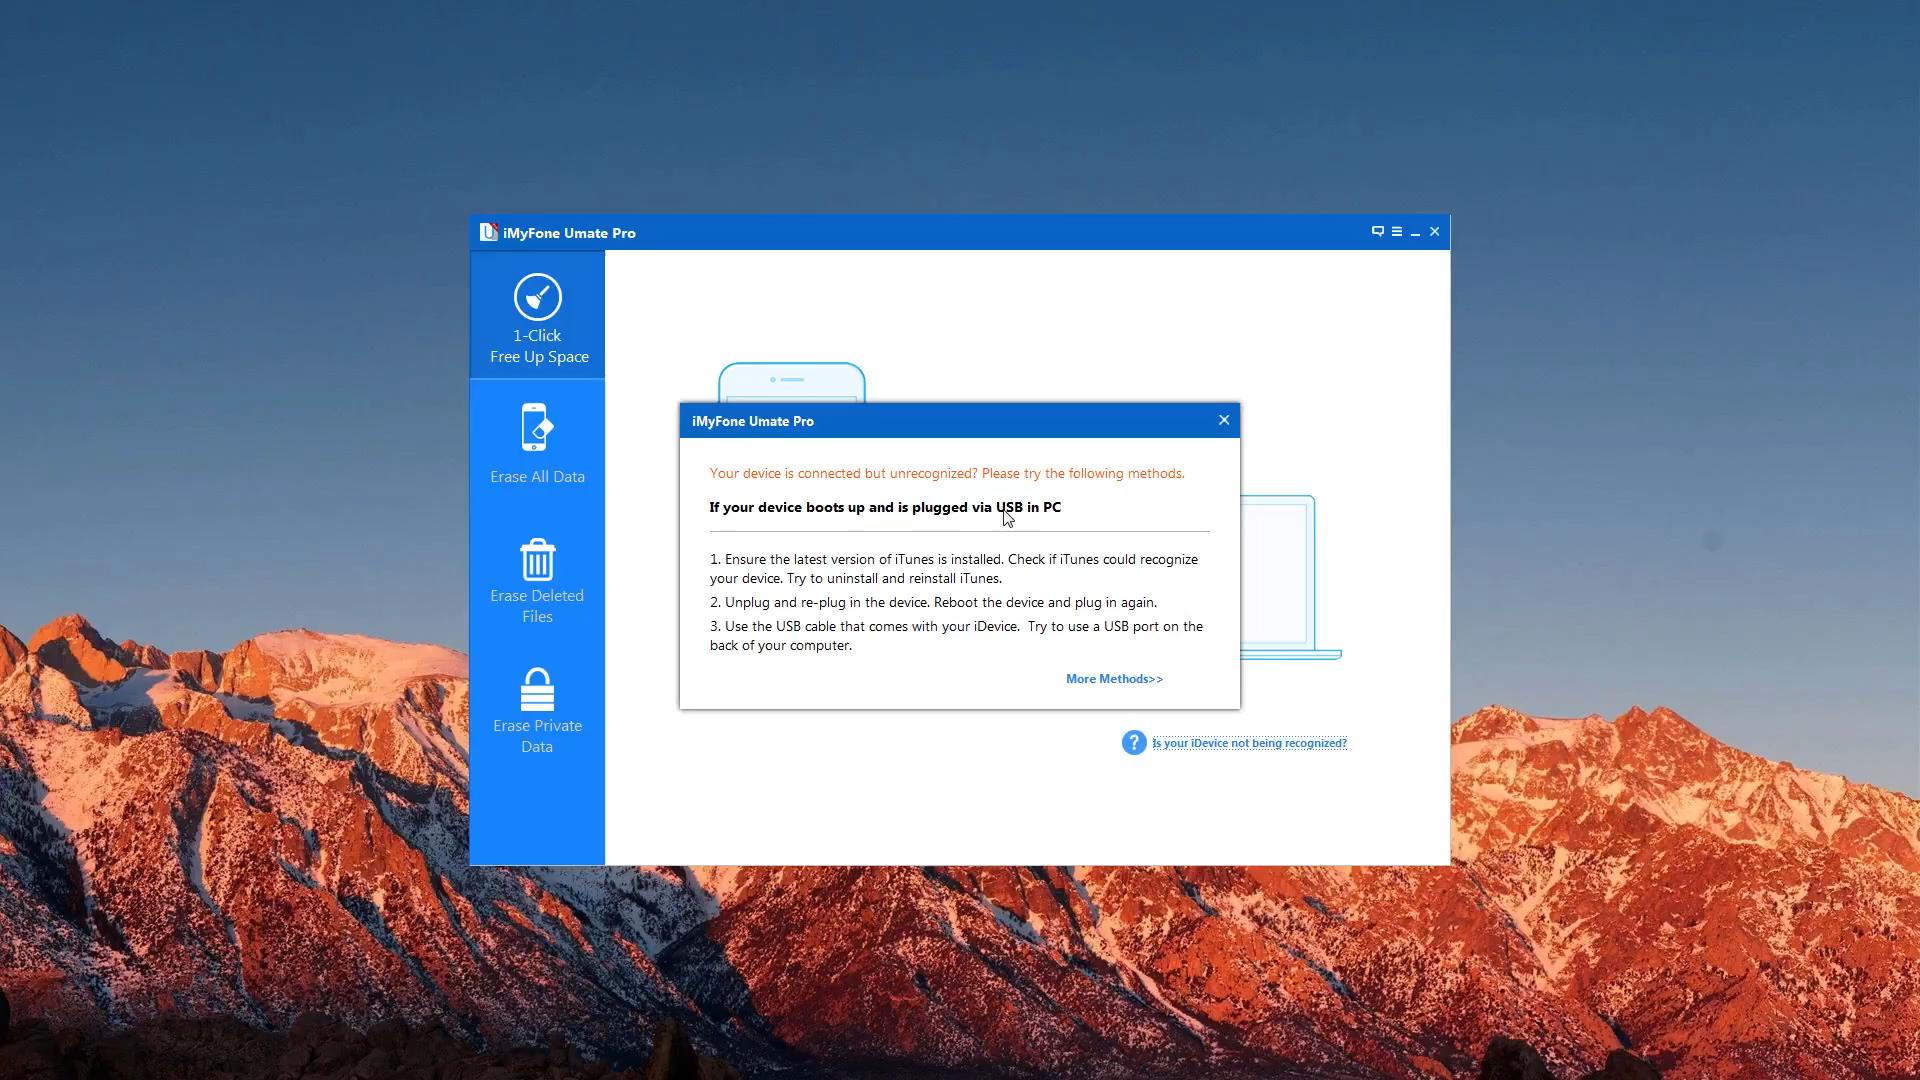 iMyFone Umate Pro
1-Click
Free Up Space
Erase All Data
Erase Deleted
Files
Erase Private
Data
iMyFone Umate Pro
Your device is connected but unrecognized? Please try the following methods.
If your device boots up and is plugged via USB in PC
1. Ensure the latest version of iTunes is installed. Check if iTunes could recognize
your device. Try to uninstall and reinstall iTunes.
2. Unplug and re-plug in the device. Reboot the device and plug in again.
3. Use the USB cable that comes with your iDevice.  Try to use a USB port on the
back of your computer.
More Methods>>
? Is your iDevice not being recognized?